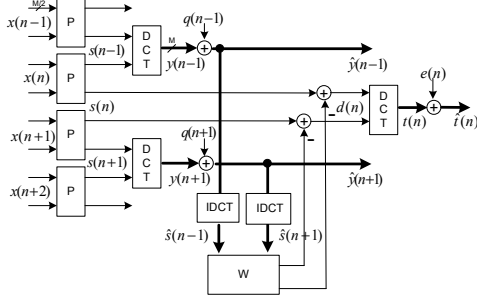 M/2
P
x(n−1)
s(n−1)
D C T
M
y(n−1)
q(n−1)
ŷ(n−1)
x(n)
P
s(n)
d(n)
D C T
e(n)
t(n)
t̂(n)
x(n+1)
P
s(n+1)
D C T
y(n+1)
q(n+1)
ŷ(n+1)
x(n+2)
P
IDCT
IDCT
ŝ(n−1)
ŝ(n+1)
W